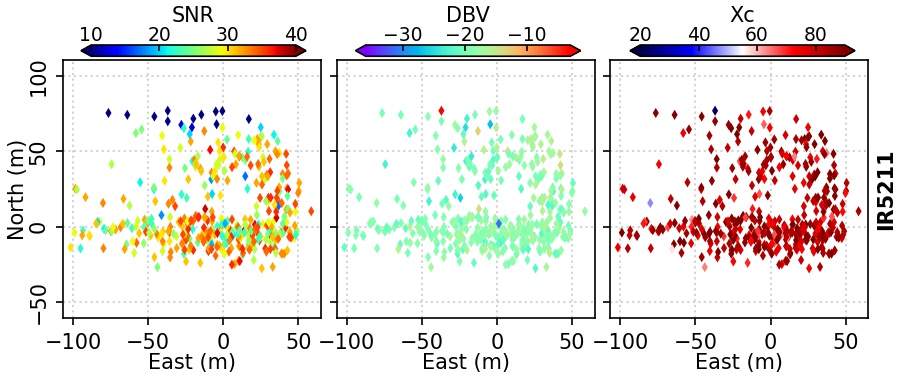 SNR DBV Xc
10 20 30 40 −30 −20 −10 20 40 60 80
100
50
0
−50
North (m)
−100 −50 0 50 −100 −50 0 50 −100 −50 0 50
East (m) East (m) East (m)
IR5211